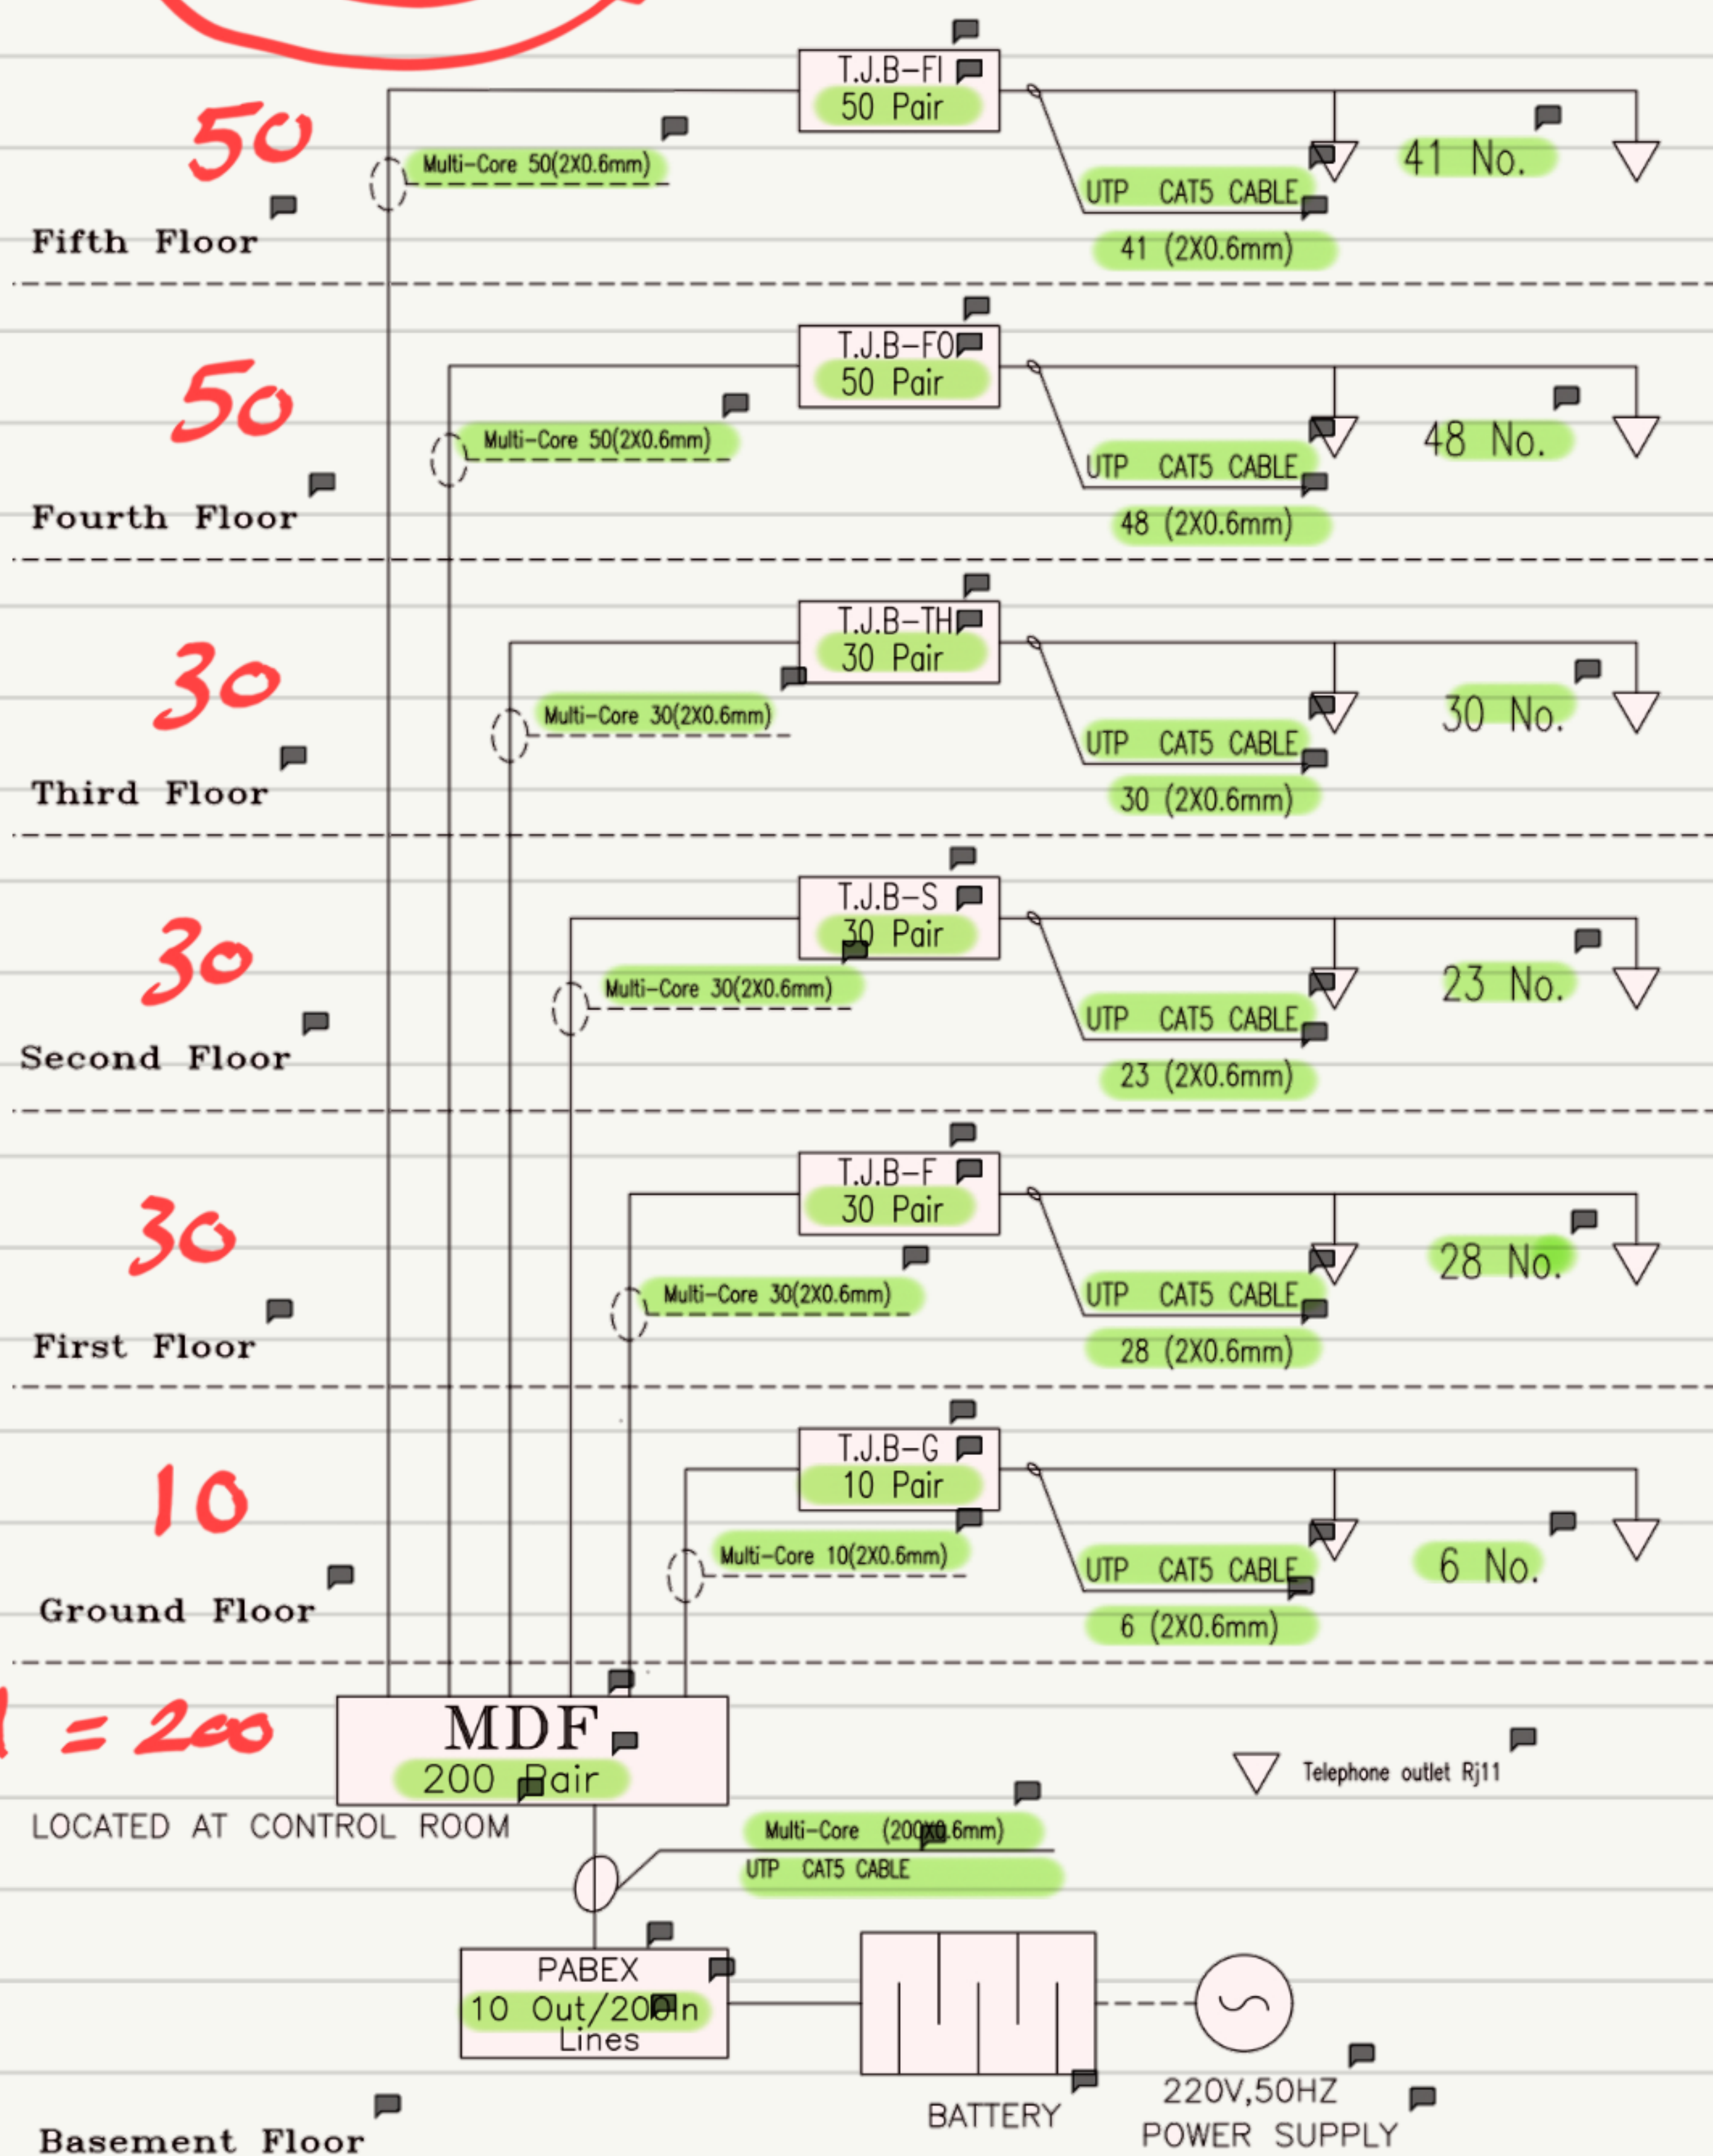 T.J.B-FI
50 Pair
50
Multi-Core 50(2X0.6mm)
41 No.
UTP CAT5 CABLE
41 (2X0.6mm)
Fifth Floor
T.J.B-FO
50 Pair
50
Multi-Core 50(2X0.6mm)
48 No.
UTP CAT5 CABLE
48 (2X0.6mm)
Fourth Floor
T.J.B-TH
30 Pair
30
Multi-Core 30(2X0.6mm)
30 No.
UTP CAT5 CABLE
30 (2X0.6mm)
Third Floor
T.J.B-S
30 Pair
30
Multi-Core 30(2X0.6mm)
23 No.
UTP CAT5 CABLE
23 (2X0.6mm)
Second Floor
T.J.B-F
30 Pair
30
Multi-Core 30(2X0.6mm)
28 No.
UTP CAT5 CABLE
28 (2X0.6mm)
First Floor
T.J.B-G
10 Pair
10
Multi-Core 10(2X0.6mm)
6 No.
UTP CAT5 CABLE
6 (2X0.6mm)
Ground Floor
= 200
MDF
200 Pair
LOCATED AT CONTROL ROOM
Telephone outlet Rj11
Multi-Core (200X0.6mm)
UTP CAT5 CABLE
PABEX
10 Out/200In
Lines
BATTERY
220V,50HZ
POWER SUPPLY
Basement Floor